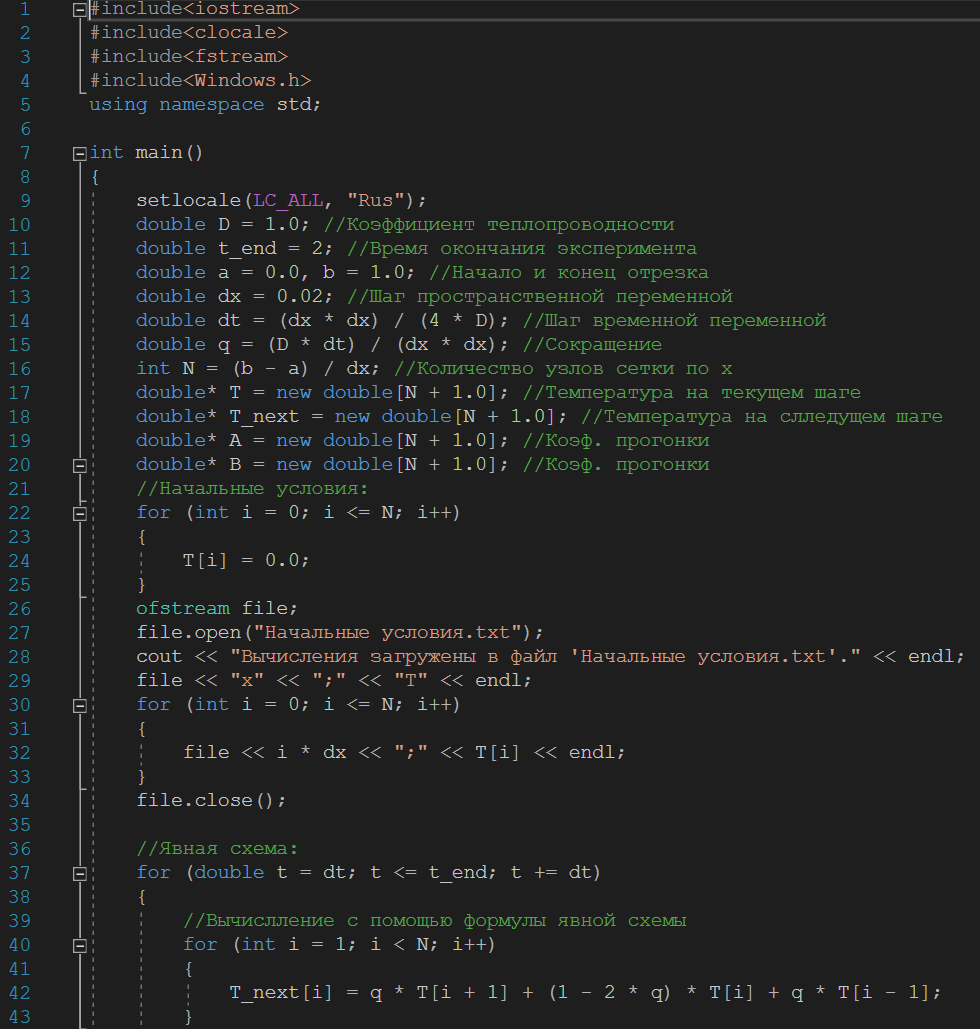 1 #include<iostream>
2 #include<clocale>
3 #include<fstream>
4 #include<Windows.h>
5 using namespace std;
6
7 int main()
8 {
9 setlocale(LC_ALL, "Rus");
10 double D = 1.0; //Коэффициент теплопроводности
11 double t_end = 2; //Время окончания эксперимента
12 double a = 0.0, b = 1.0; //Начало и конец отрезка
13 double dx = 0.02; //Шаг пространственной переменной
14 double dt = (dx * dx) / (4 * D); //Шаг временной переменной
15 double q = (D * dt) / (dx * dx); //Сокращение
16 int N = (b - a) / dx; //Количество узлов сетки по x
17 double* T = new double[N + 1.0]; //Температура на текущем шаге
18 double* T_next = new double[N + 1.0]; //Температура на слледущем шаге
19 double* A = new double[N + 1.0]; //Коэф. прогонки
20 double* B = new double[N + 1.0]; //Коэф. прогонки
21 //Начальные условия:
22 for (int i = 0; i <= N; i++)
23 {
24 T[i] = 0.0;
25 }
26 ofstream file;
27 file.open("Начальные условия.txt");
28 cout << "Вычисления загружены в файл 'Начальные условия.txt'." << endl;
29 file << "x" << ";" << "T" << endl;
30 for (int i = 0; i <= N; i++)
31 {
32 file << i * dx << ";" << T[i] << endl;
33 }
34 file.close();
35
36 //Явная схема:
37 for (double t = dt; t <= t_end; t += dt)
38 {
39 //Вычислление с помощью формулы явной схемы
40 for (int i = 1; i < N; i++)
41 {
42 T_next[i] = q * T[i + 1] + (1 - 2 * q) * T[i] + q * T[i - 1];
43 }